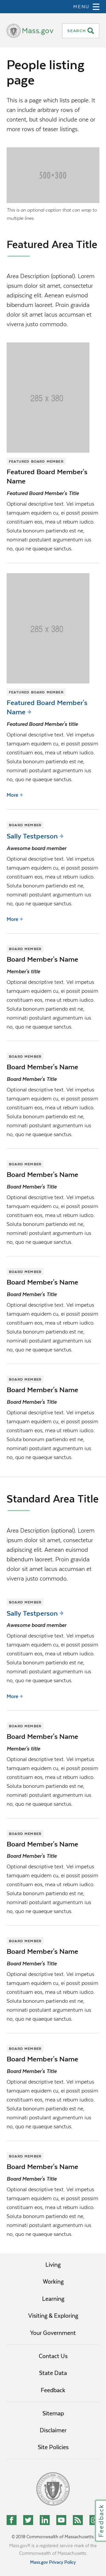 MENU
Mass.gov
SEARCH
People listing
page
This is a page which lists people. It
can include any arbitrary rows of
people lists, but should include one
or more rows of teaser listings.
500×300
This is an optional caption that can wrap to
multiple lines.
Featured Area Title
Area Description (optional). Lorem
ipsum dolor sit amet, consectetur
adipiscing elit. Aenean euismod
bibendum laoreet. Proin gravida
dolor sit amet lacus accumsan et
viverra justo commodo.
285 x 380
FEATURED BOARD MEMBER
Featured Board Member's
Name
Featured Board Member's Title
Optional descriptive text. Vel impetus
tamquam equidem cu, ei possit possim
constituam eos, mea ut rebum iudico.
Soluta bonorum partiendo est ne,
nominati postulant argumentum ius
no, quo ne quaeque sanctus.
285 x 380
FEATURED BOARD MEMBER
Featured Board Member's
Name
Featured Board Member's title
Optional descriptive text. Vel impetus
tamquam equidem cu, ei possit possim
constituam eos, mea ut rebum iudico.
Soluta bonorum partiendo est ne,
nominati postulant argumentum ius
no, quo ne quaeque sanctus.
More
BOARD MEMBER
Sally Testperson
Awesome board member
Optional descriptive text. Vel impetus
tamquam equidem cu, ei possit possim
constituam eos, mea ut rebum iudico.
Soluta bonorum partiendo est ne,
nominati postulant argumentum ius
no, quo ne quaeque sanctus.
More
BOARD MEMBER
Board Member's Name
Member's title
Optional descriptive text. Vel impetus
tamquam equidem cu, ei possit possim
constituam eos, mea ut rebum iudico.
Soluta bonorum partiendo est ne,
nominati postulant argumentum ius
no, quo ne quaeque sanctus.
BOARD MEMBER
Board Member's Name
Board Member's Title
Optional descriptive text. Vel impetus
tamquam equidem cu, ei possit possim
constituam eos, mea ut rebum iudico.
Soluta bonorum partiendo est ne,
nominati postulant argumentum ius
no, quo ne quaeque sanctus.
BOARD MEMBER
Board Member's Name
Board Member's Title
Optional descriptive text. Vel impetus
tamquam equidem cu, ei possit possim
constituam eos, mea ut rebum iudico.
Soluta bonorum partiendo est ne,
nominati postulant argumentum ius
no, quo ne quaeque sanctus.
BOARD MEMBER
Board Member's Name
Board Member's Title
Optional descriptive text. Vel impetus
tamquam equidem cu, ei possit possim
constituam eos, mea ut rebum iudico.
Soluta bonorum partiendo est ne,
nominati postulant argumentum ius
no, quo ne quaeque sanctus.
BOARD MEMBER
Board Member's Name
Board Member's Title
Optional descriptive text. Vel impetus
tamquam equidem cu, ei possit possim
constituam eos, mea ut rebum iudico.
Soluta bonorum partiendo est ne,
nominati postulant argumentum ius
no, quo ne quaeque sanctus.
Standard Area Title
Area Description (optional). Lorem
ipsum dolor sit amet, consectetur
adipiscing elit. Aenean euismod
bibendum laoreet. Proin gravida
dolor sit amet lacus accumsan et
viverra justo commodo.
BOARD MEMBER
Sally Testperson
Awesome board member
Optional descriptive text. Vel impetus
tamquam equidem cu, ei possit possim
constituam eos, mea ut rebum iudico.
Soluta bonorum partiendo est ne,
nominati postulant argumentum ius
no, quo ne quaeque sanctus.
More
BOARD MEMBER
Board Member's Name
Member's title
Optional descriptive text. Vel impetus
tamquam equidem cu, ei possit possim
constituam eos, mea ut rebum iudico.
Soluta bonorum partiendo est ne,
nominati postulant argumentum ius
no, quo ne quaeque sanctus.
BOARD MEMBER
Board Member's Name
Board Member's Title
Optional descriptive text. Vel impetus
tamquam equidem cu, ei possit possim
constituam eos, mea ut rebum iudico.
Soluta bonorum partiendo est ne,
nominati postulant argumentum ius
no, quo ne quaeque sanctus.
BOARD MEMBER
Board Member's Name
Board Member's Title
Optional descriptive text. Vel impetus
tamquam equidem cu, ei possit possim
constituam eos, mea ut rebum iudico.
Soluta bonorum partiendo est ne,
nominati postulant argumentum ius
no, quo ne quaeque sanctus.
BOARD MEMBER
Board Member's Name
Board Member's Title
Optional descriptive text. Vel impetus
tamquam equidem cu, ei possit possim
constituam eos, mea ut rebum iudico.
Soluta bonorum partiendo est ne,
nominati postulant argumentum ius
no, quo ne quaeque sanctus.
BOARD MEMBER
Board Member's Name
Board Member's Title
Optional descriptive text. Vel impetus
tamquam equidem cu, ei possit possim
constituam eos, mea ut rebum iudico.
Soluta bonorum partiendo est ne,
nominati postulant argumentum ius
no, quo ne quaeque sanctus.
Living
Working
Learning
Visiting & Exploring
Your Government
Contact Us
State Data
Feedback
Sitemap
Disclaimer
Site Policies
Feedback
© 2018 Commonwealth of Massachusetts.
Mass.gov® is a registered service mark of the
Commonwealth of Massachusetts.
Mass.gov Privacy Policy